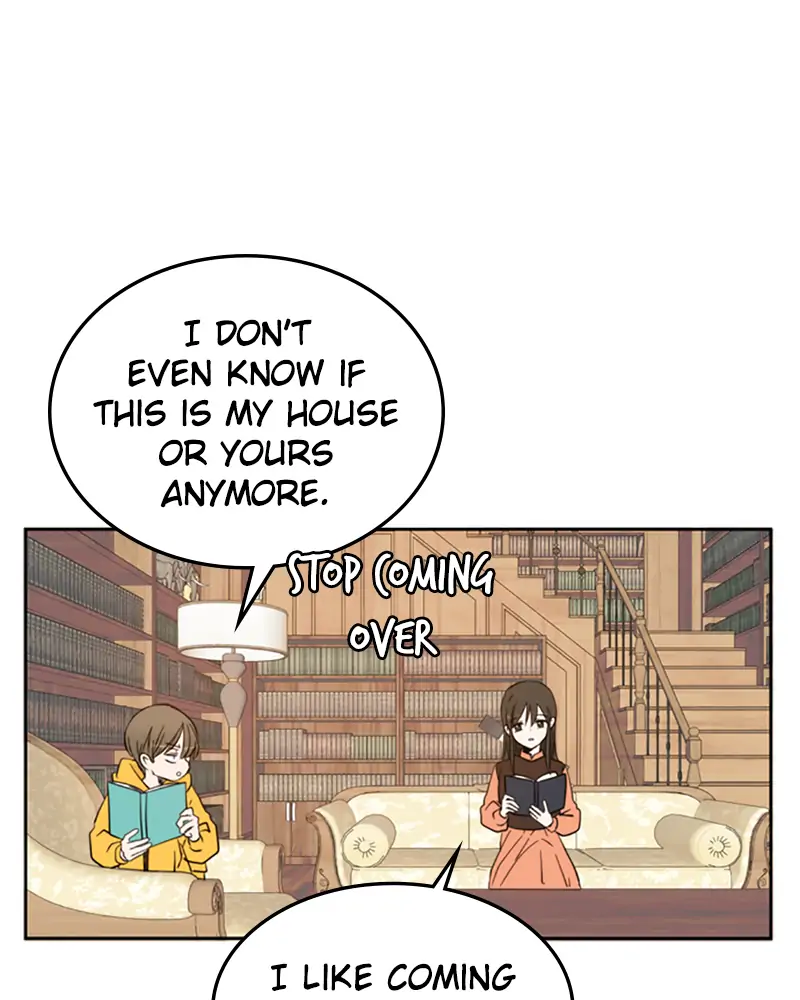 I DON'T
EVEN KNOW IF
THIS IS MY HOUSE
OR YOURS
ANYMORE.
STOP COMING
OVER
I LIKE COMING